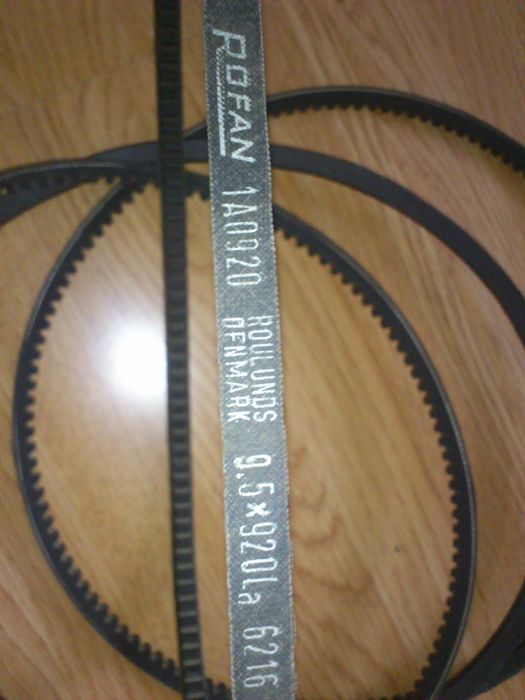 ROFAN 1A0920 ROULUNDS
DENMARK 9.5×920La 6216